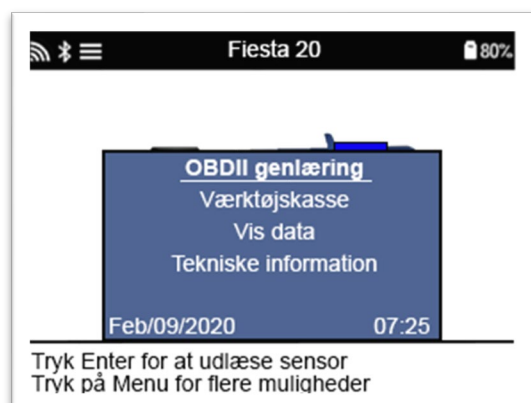 Fiesta 20 80%
OBDII genlæring
Værktøjskasse
Vis data
Tekniske information
Feb/09/2020 07:25
Tryk Enter for at udlæse sensor
Tryk på Menu for flere muligheder